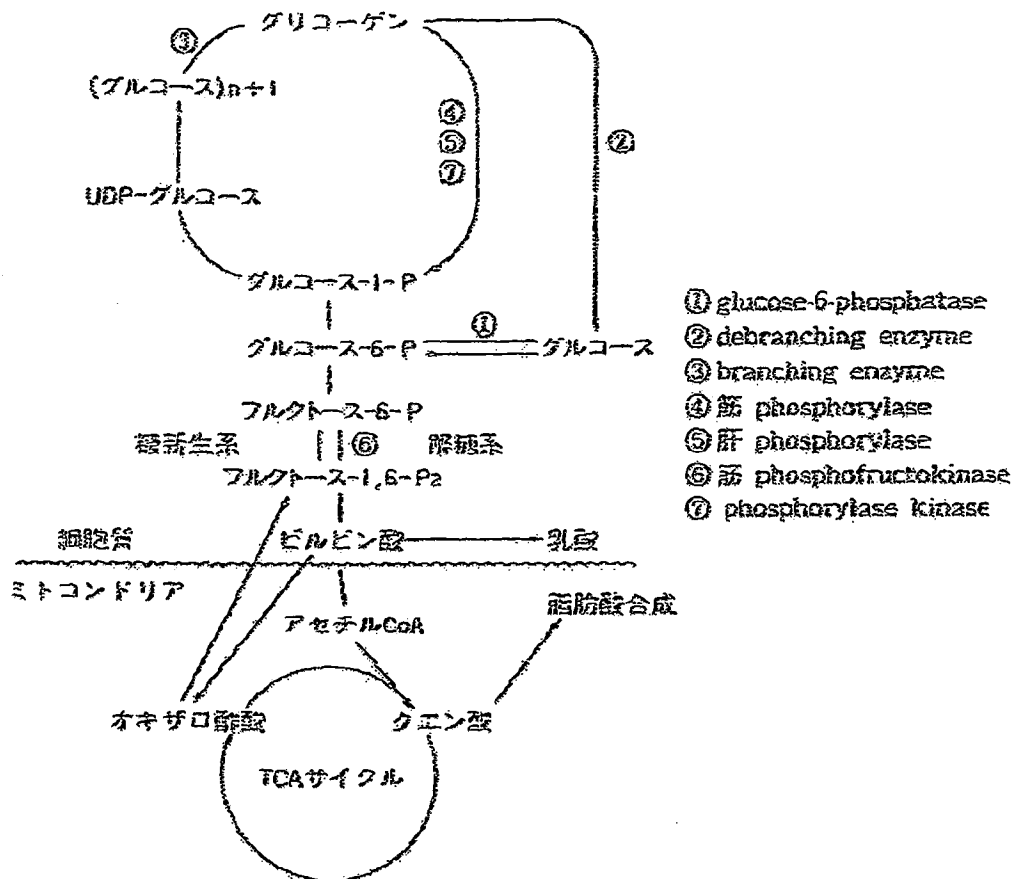 グリコーゲン
③
(グルコース)n+1
④
⑤
⑦
②
UDP-グルコース
グルコース-1-P
①
グルコース-6-P
グルコース
フルクトース-6-P
糖新生系
⑥
解糖系
フルクトース-1,6-P2
細胞質
ピルビン酸
乳酸
ミトコンドリア
アセチルCoA
脂肪酸合成
オキザロ酢酸
クエン酸
TCAサイクル
① glucose-6-phosphatase
② debranching enzyme
③ branching enzyme
④ 筋 phosphorylase
⑤ 肝 phosphorylase
⑥ 筋 phosphofructokinase
⑦ phosphorylase kinase